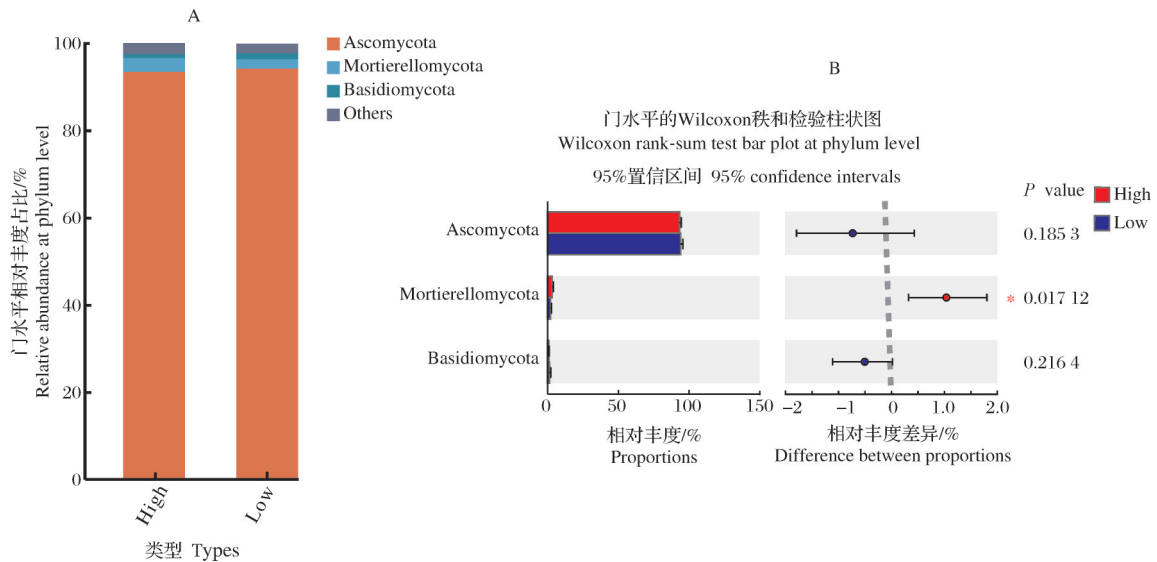 A
100
80
60
40
20
0
门水平相对丰度占比/%
Relative abundance at phylum level
High
Low
类型 Types
Ascomycota
Mortierellomycota
Basidiomycota
Others
B
门水平的Wilcoxon秩和检验柱状图
Wilcoxon rank-sum test bar plot at phylum level
95%置信区间 95% confidence intervals
P value
High
Low
Ascomycota
0.185 3
Mortierellomycota
* 0.017 12
Basidiomycota
0.216 4
0 50 100 150
−2 −1 0 1.0 2.0
相对丰度/%
Proportions
相对丰度差异/%
Difference between proportions